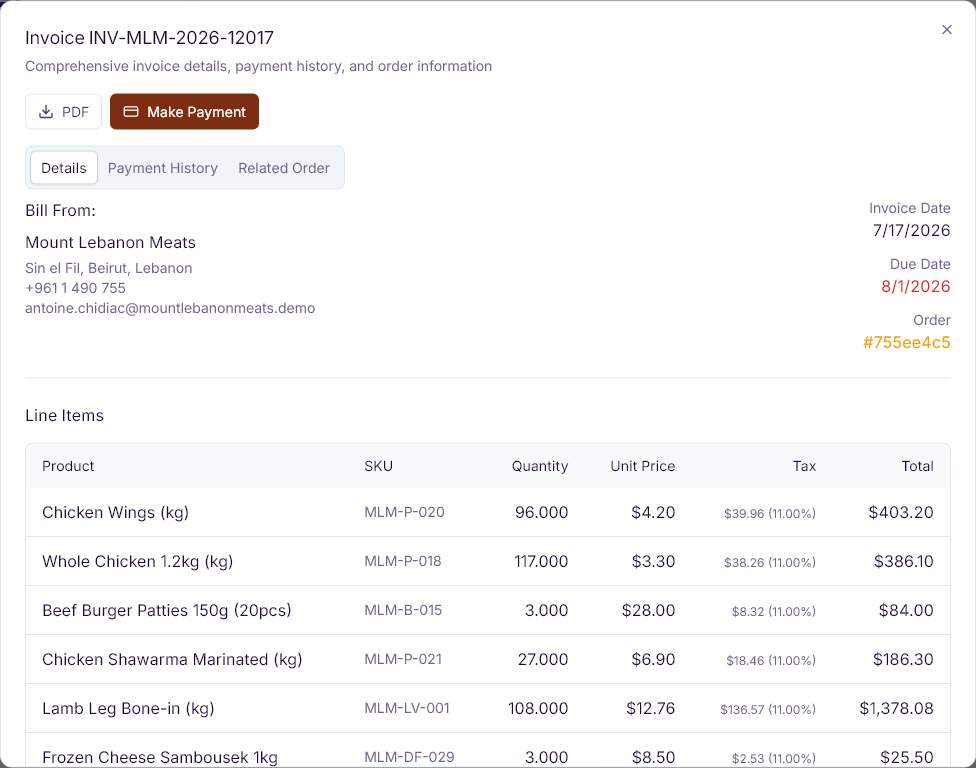 Invoice INV-MLM-2026-12017
Comprehensive invoice details, payment history, and order information
PDF Make Payment
Details Payment History Related Order
Bill From:
Mount Lebanon Meats
Sin el Fil, Beirut, Lebanon
+961 1 490 755
antoine.chidiac@mountlebanonmeats.demo
Invoice Date
7/17/2026
Due Date
8/1/2026
Order
#755ee4c5
Line Items
Product SKU Quantity Unit Price Tax Total
Chicken Wings (kg) MLM-P-020 96.000 $4.20 $39.96 (11.00%) $403.20
Whole Chicken 1.2kg (kg) MLM-P-018 117.000 $3.30 $38.26 (11.00%) $386.10
Beef Burger Patties 150g (20pcs) MLM-B-015 3.000 $28.00 $8.32 (11.00%) $84.00
Chicken Shawarma Marinated (kg) MLM-P-021 27.000 $6.90 $18.46 (11.00%) $186.30
Lamb Leg Bone-in (kg) MLM-LV-001 108.000 $12.76 $136.57 (11.00%) $1,378.08
Frozen Cheese Sambousek 1kg MLM-DF-029 3.000 $8.50 $2.53 (11.00%) $25.50